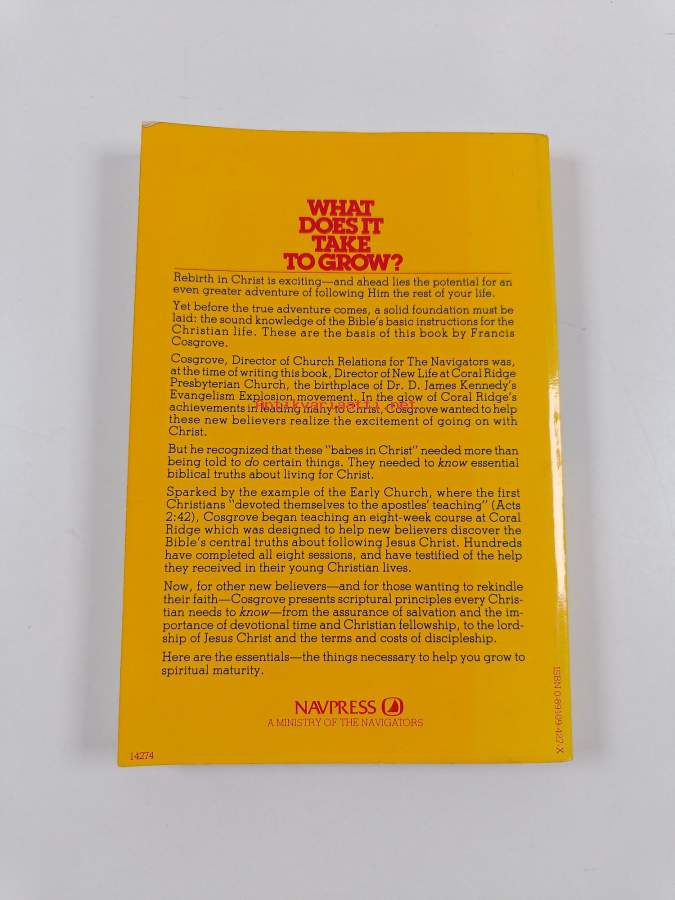 WHAT
DOES IT
TAKE
TO GROW?
Rebirth in Christ is exciting—and ahead lies the potential for an
even greater adventure of following Him the rest of your life.
Yet before the true adventure comes, a solid foundation must be
laid: the sound knowledge of the Bible's basic instructions for the
Christian life. These are the basis of this book by Francis
Cosgrove.
Cosgrove, Director of Church Relations for The Navigators was,
at the time of writing this book, Director of New Life at Coral Ridge
Presbyterian Church, the birthplace of Dr. D. James Kennedy's
Evangelism Explosion movement. In the glow of Coral Ridge's
antikvariaatti.net
achievements in leading many to Christ, Cosgrove wanted to help
these new believers realize the excitement of going on with
Christ.
But he recognized that these "babes in Christ" needed more than
being told to do certain things. They needed to know essential
biblical truths about living for Christ.
Sparked by the example of the Early Church, where the first
Christians "devoted themselves to the apostles' teaching" (Acts
2:42), Cosgrove began teaching an eight-week course at Coral
Ridge which was designed to help new believers discover the
Bible's central truths about following Jesus Christ. Hundreds
have completed all eight sessions, and have testified of the help
they received in their young Christian lives.
Now, for other new believers—and for those wanting to rekindle
their faith—Cosgrove presents scriptural principles every Chris-
tian needs to know—from the assurance of salvation and the im-
portance of devotional time and Christian fellowship, to the lord-
ship of Jesus Christ and the terms and costs of discipleship.
Here are the essentials—the things necessary to help you grow to
spiritual maturity.
NAVPRESS
A MINISTRY OF THE NAVIGATORS
14274
ISBN 0-89109-427-X